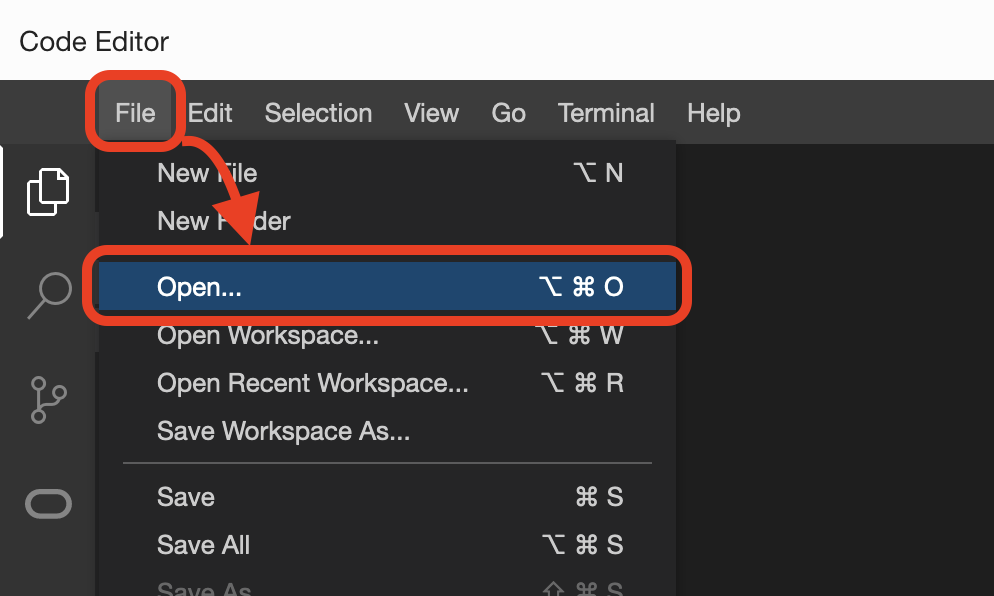 Code Editor
File Edit Selection View Go Terminal Help
New File ⌥ N
New Folder
Open... ⌥ ⌘ O
Open Workspace... ⌥ ⌘ W
Open Recent Workspace... ⌥ ⌘ R
Save Workspace As...
Save ⌘ S
Save All ⌥ ⌘ S
Save As ⇧ ⌘ S